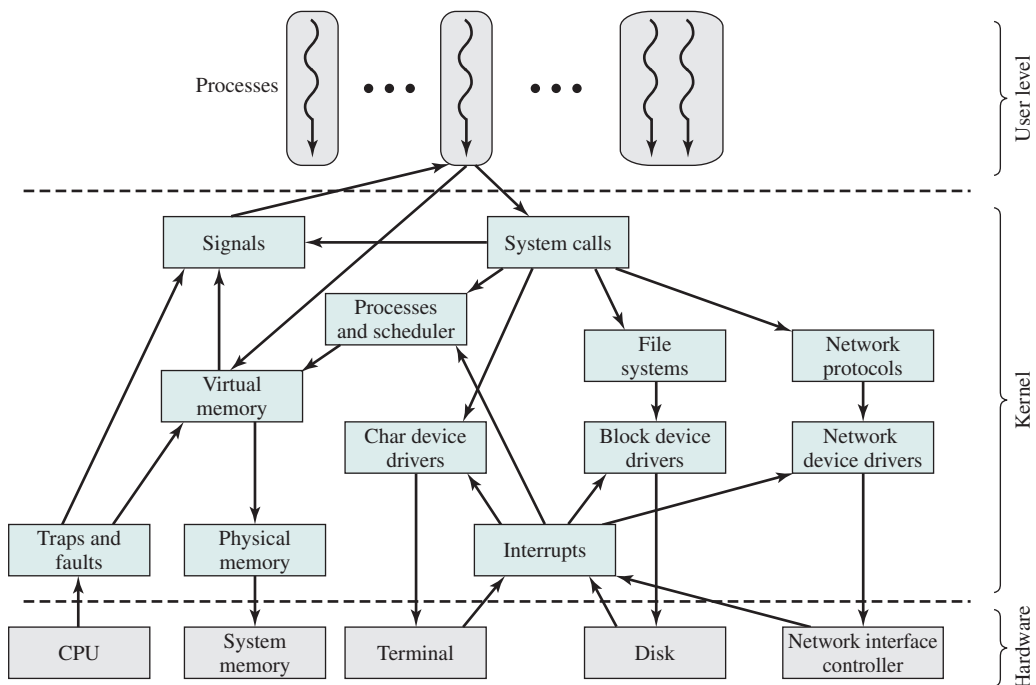 Processes
User level
Signals
System calls
Processes
and scheduler
File
systems
Network
protocols
Virtual
memory
Kernel
Char device
drivers
Block device
drivers
Network
device drivers
Traps and
faults
Physical
memory
Interrupts
CPU
System
memory
Terminal
Disk
Network interface
controller
Hardware